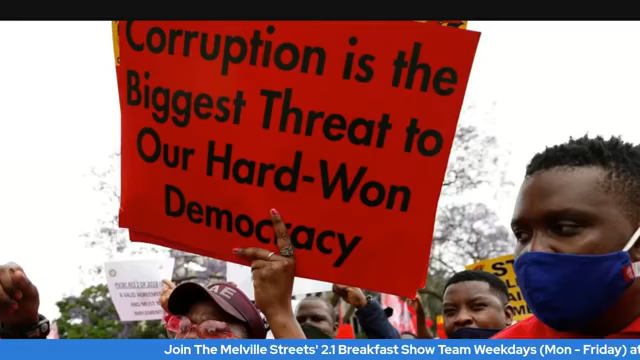 Corruption is the
Biggest Threat to
Our Hard-Won
Democracy
Join The Melville Streets' 2.1 Breakfast Show Team Weekdays (Mon - Friday) at